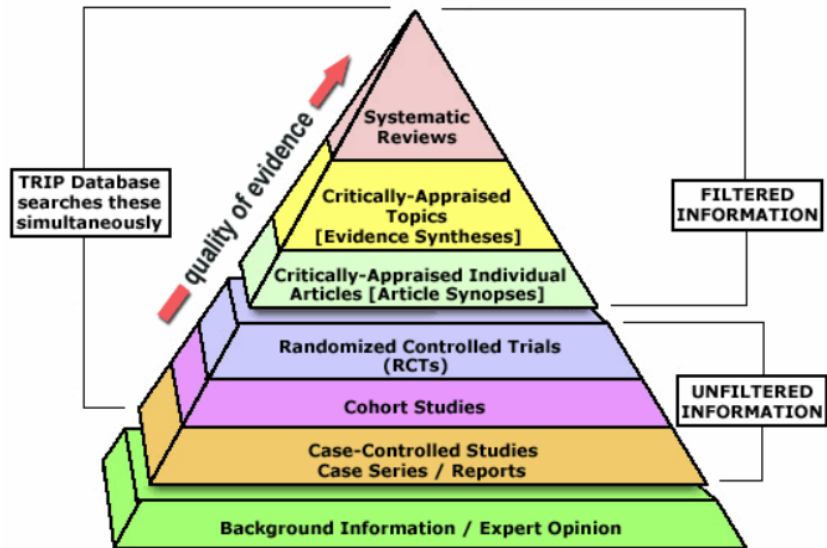 Systematic
Reviews
TRIP Database
searches these
simultaneously
quality of evidence
Critically-Appraised
Topics
[Evidence Syntheses]
FILTERED
INFORMATION
Critically-Appraised Individual
Articles [Article Synopses]
Randomized Controlled Trials
(RCTs)
UNFILTERED
INFORMATION
Cohort Studies
Case-Controlled Studies
Case Series / Reports
Background Information / Expert Opinion